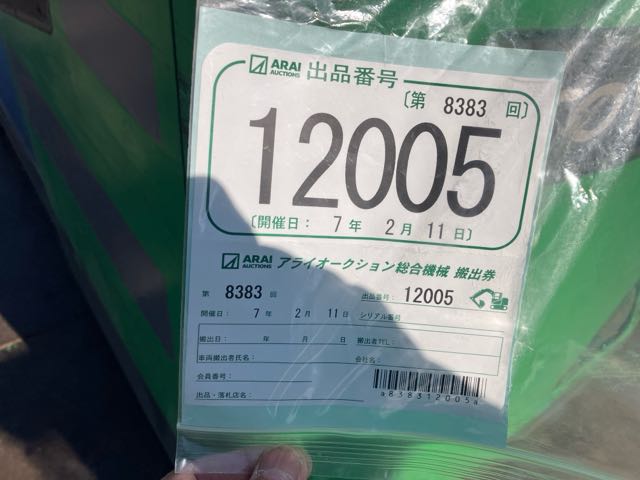 ARAI AUCTIONS 出品番号
〔第 8383 回〕
12005
〔開催日: 7年 2月 11日〕
ARAI AUCTIONS アライオークション総合機械 搬出券
第 8383 回 出品番号: 12005
開催日: 7年 2月 11日 シリアル番号
搬出日: 年 月 日 搬出者TEL:
車両搬出者氏名: 会社名:
会員番号:
出品・落札店名:
a838312005a